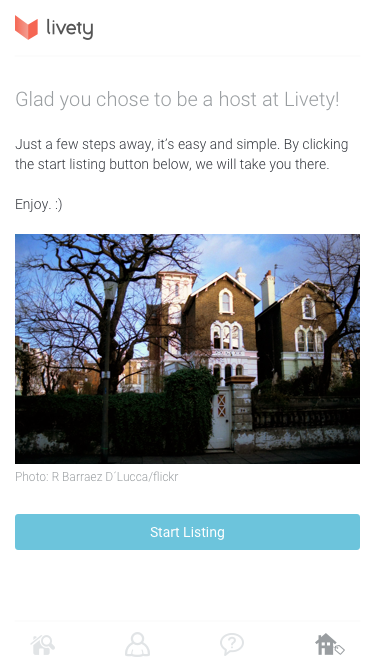 livety
Glad you chose to be a host at Livety!
Just a few steps away, it's easy and simple. By clicking
the start listing button below, we will take you there.
Enjoy. :)
Photo: R Barraez D´Lucca/flickr
Start Listing